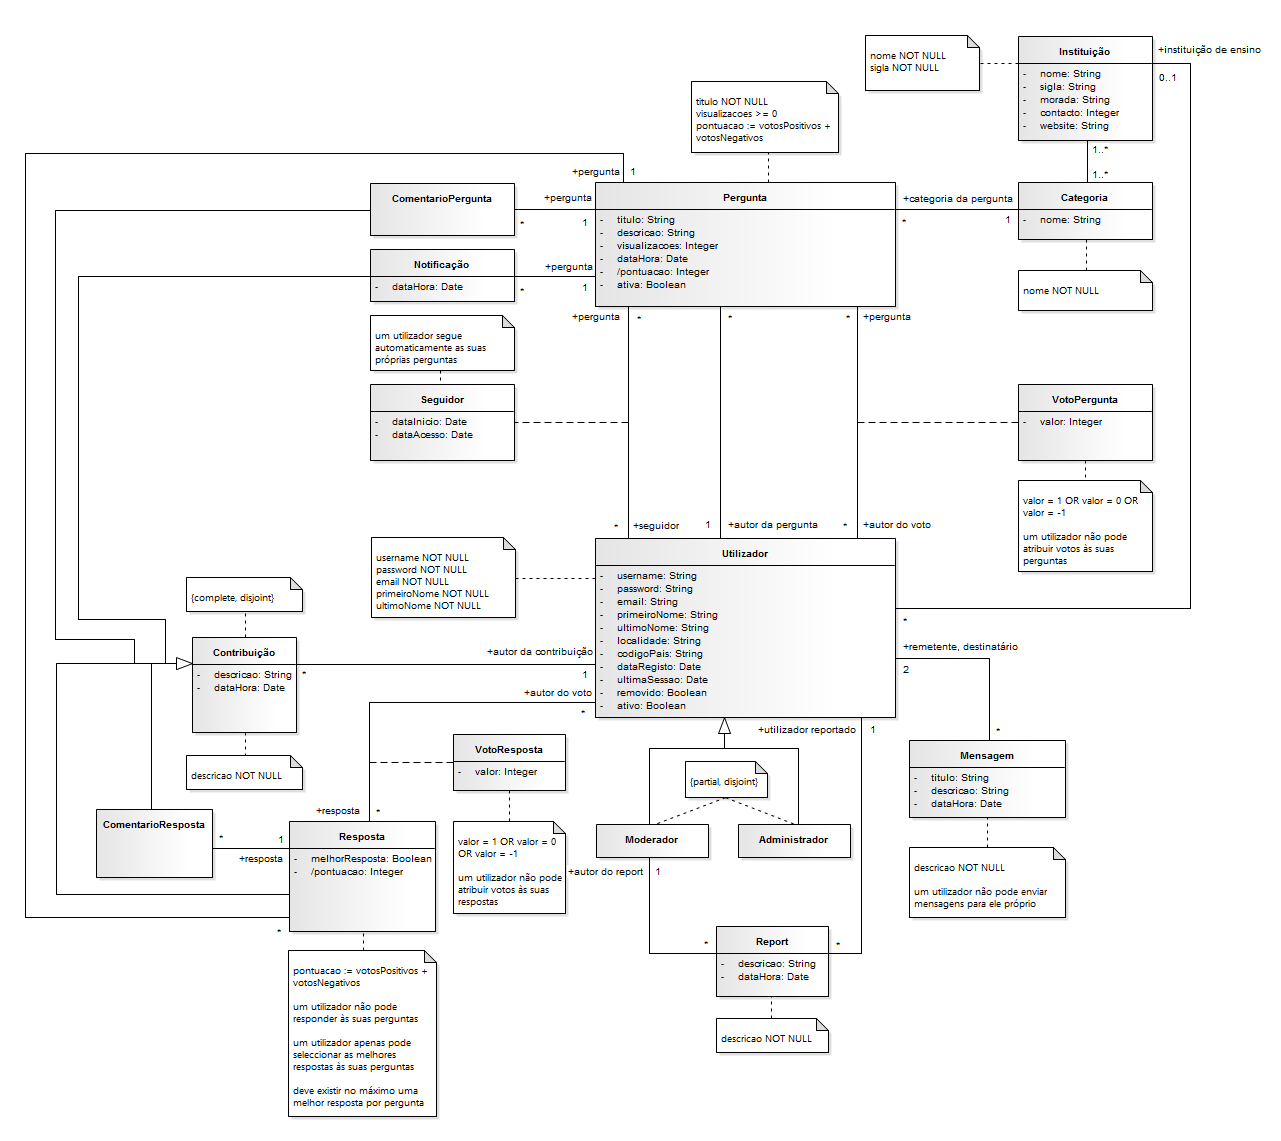 nome NOT NULL
sigla NOT NULL
Instituição
- nome: String
- sigla: String
- morada: String
- contacto: Integer
- website: String
+instituição de ensino
0..1
1..*
1..*
titulo NOT NULL
visualizacoes >= 0
pontuacao := votosPositivos +
votosNegativos
+pergunta
1
ComentarioPergunta
+pergunta
*
1
Pergunta
- titulo: String
- descricao: String
- visualizacoes: Integer
- dataHora: Date
- /pontuacao: Integer
- ativa: Boolean
+categoria da pergunta
*
1
Categoria
- nome: String
nome NOT NULL
Notificação
- dataHora: Date
+pergunta
*
1
+pergunta
*
*
*
+pergunta
um utilizador segue
automaticamente as suas
próprias perguntas
Seguidor
- dataInicio: Date
- dataAcesso: Date
VotoPergunta
- valor: Integer
valor = 1 OR valor = 0 OR
valor = -1
um utilizador não pode
atribuir votos às suas
perguntas
*
+seguidor
1
+autor da pergunta
*
+autor do voto
username NOT NULL
password NOT NULL
email NOT NULL
primeiroNome NOT NULL
ultimoNome NOT NULL
Utilizador
- username: String
- password: String
- email: String
- primeiroNome: String
- ultimoNome: String
- localidade: String
- codigoPais: String
- dataRegisto: Date
- ultimaSessao: Date
- removido: Boolean
- ativo: Boolean
*
+remetente, destinatário
2
*
{complete, disjoint}
Contribuição
- descricao: String
- dataHora: Date
*
+autor da contribuição
1
+autor do voto
*
descricao NOT NULL
VotoResposta
- valor: Integer
valor = 1 OR valor = 0
OR valor = -1
um utilizador não pode
atribuir votos às suas
respostas
+utilizador reportado
1
{partial, disjoint}
Moderador
Administrador
Mensagem
- titulo: String
- descricao: String
- dataHora: Date
descricao NOT NULL
um utilizador não pode enviar
mensagens para ele próprio
+resposta
*
ComentarioResposta
*
1
+resposta
Resposta
- melhorResposta: Boolean
- /pontuacao: Integer
*
+autor do report
1
*
*
Report
- descricao: String
- dataHora: Date
descricao NOT NULL
pontuacao := votosPositivos +
votosNegativos
um utilizador não pode
responder às suas perguntas
um utilizador apenas pode
seleccionar as melhores
respostas às suas perguntas
deve existir no máximo uma
melhor resposta por pergunta